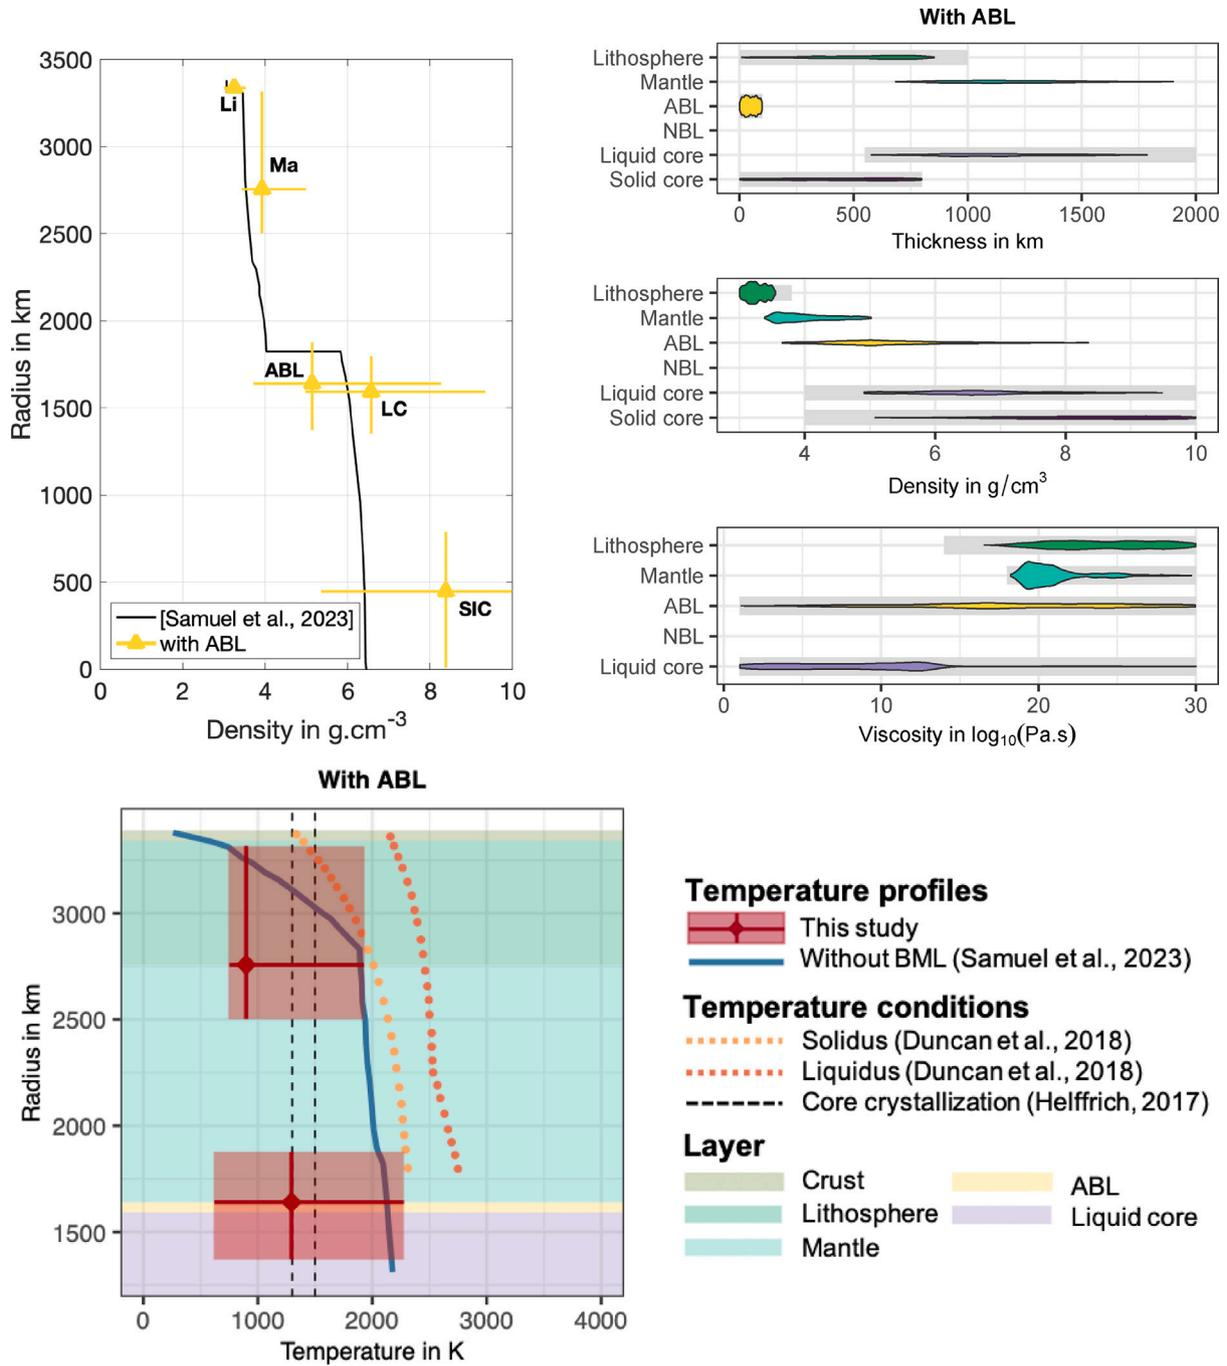 3500
3000
2500
2000
1500
1000
500
0
Radius in km
Li
Ma
ABL
LC
SIC
[Samuel et al., 2023]
with ABL
0 2 4 6 8 10
Density in g.cm-3
With ABL
Lithosphere
Mantle
ABL
NBL
Liquid core
Solid core
0 500 1000 1500 2000
Thickness in km
Lithosphere
Mantle
ABL
NBL
Liquid core
Solid core
4 6 8 10
Density in g/cm3
Lithosphere
Mantle
ABL
NBL
Liquid core
0 10 20 30
Viscosity in log10(Pa.s)
With ABL
3000
2500
2000
1500
Radius in km
0 1000 2000 3000 4000
Temperature in K
Temperature profiles
This study
Without BML (Samuel et al., 2023)
Temperature conditions
Solidus (Duncan et al., 2018)
Liquidus (Duncan et al., 2018)
Core crystallization (Helffrich, 2017)
Layer
Crust
Lithosphere
Mantle
ABL
Liquid core